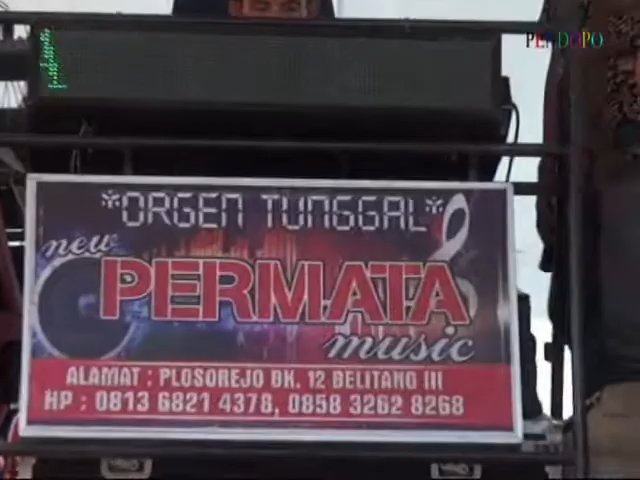 PENDOPO
*ORGEN TUNGGAL*
new
PERMATA
music
ALAMAT : PLOSOREJO BK. 12 BELITANG III
HP : 0813 6821 4378, 0858 3262 8268